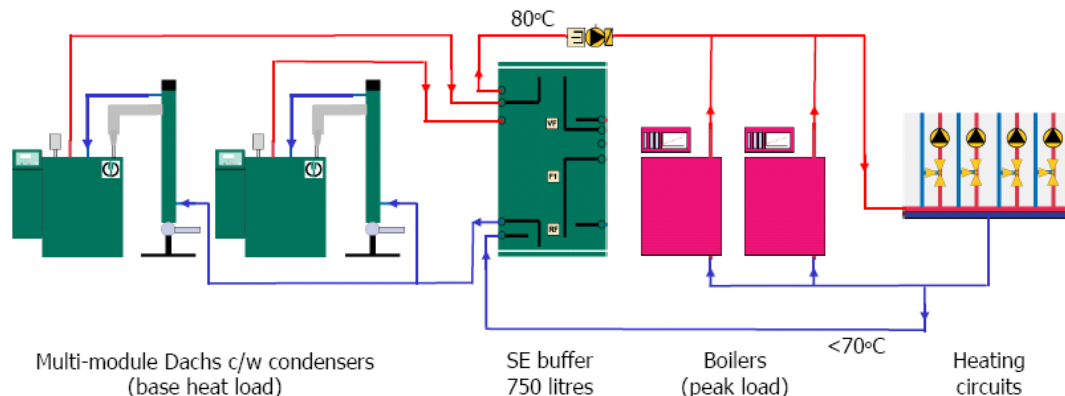 80°C
VF
F1
RF
<70°C
Multi-module Dachs c/w condensers
(base heat load)
SE buffer
750 litres
Boilers
(peak load)
Heating
circuits